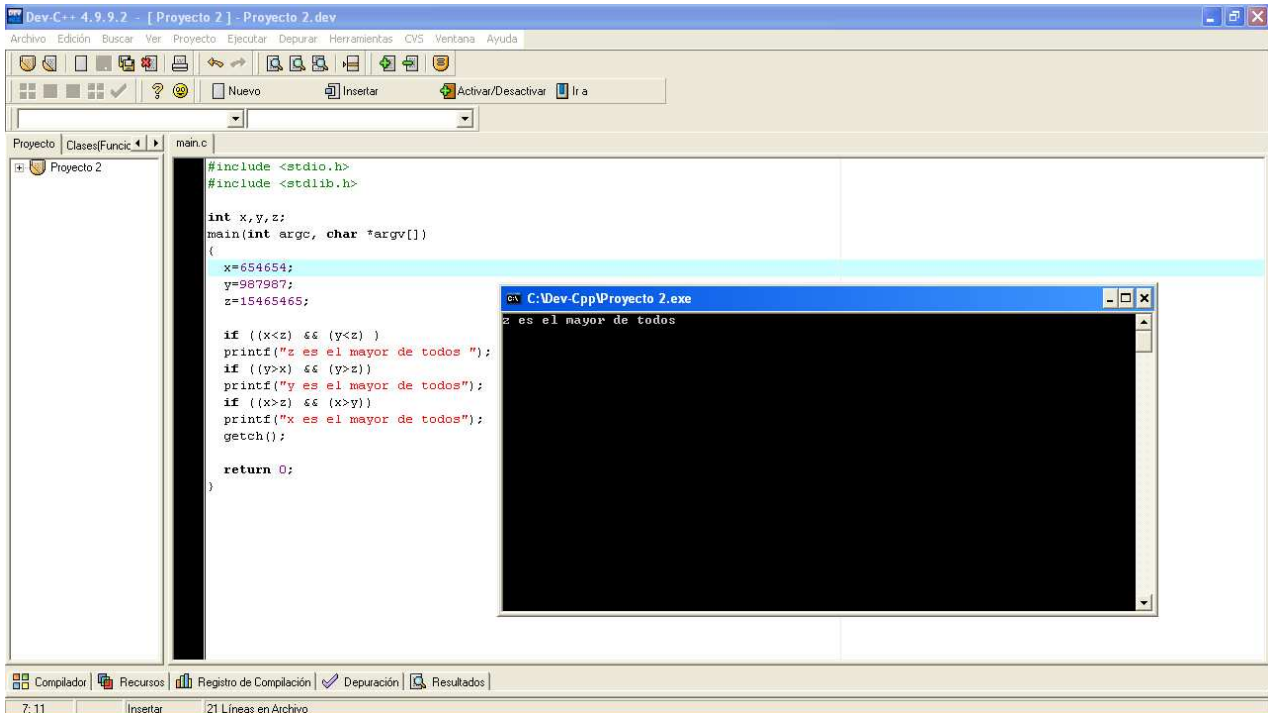 Dev-C++ 4.9.9.2 - [ Proyecto 2 ] - Proyecto 2.dev
Archivo Edición Buscar Ver Proyecto Ejecutar Depurar Herramientas CVS Ventana Ayuda
Nuevo Insertar Activar/Desactivar Ir a
Proyecto Clases(Funcic main.c
Proyecto 2
#include <stdio.h>
#include <stdlib.h>
int x,y,z;
main(int argc, char *argv[])
{
x=654654;
y=987987;
z=15465465;
if ((x<z) && (y<z) )
printf("z es el mayor de todos ");
if ((y>x) && (y>z))
printf("y es el mayor de todos");
if ((x>z) && (x>y))
printf("x es el mayor de todos");
getch();
return 0;
}
C:\Dev-Cpp\Proyecto 2.exe
z es el mayor de todos
Compilador Recursos Registro de Compilación Depuración Resultados
7: 11 Insertar 21 Líneas en Archivo